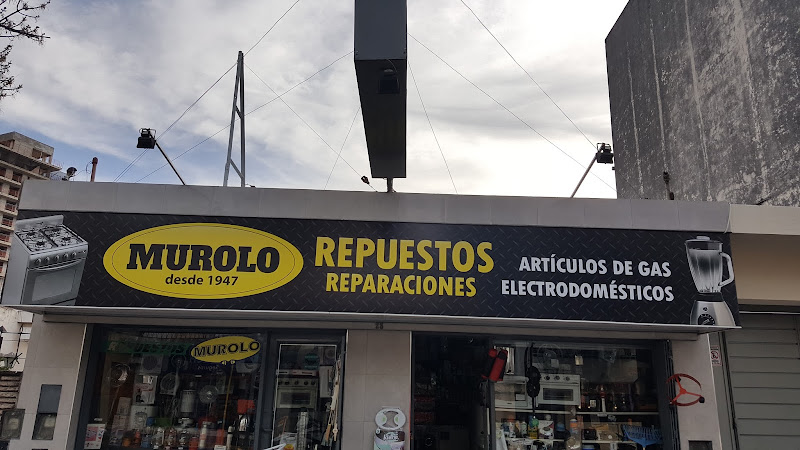 MUROLO
desde 1947
REPUESTOS
REPARACIONES
ARTÍCULOS DE GAS
ELECTRODOMÉSTICOS
MUROLO